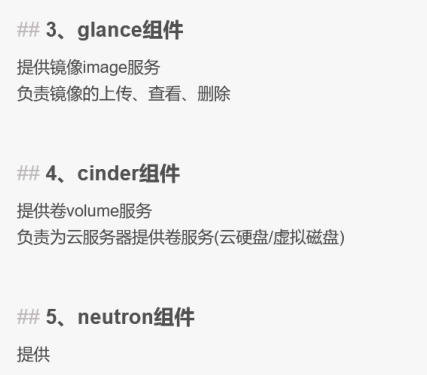 ## 3、glance组件
提供镜像image服务
负责镜像的上传、查看、删除
## 4、cinder组件
提供卷volume服务
负责为云服务器提供卷服务(云硬盘/虚拟磁盘)
## 5、neutron组件
提供